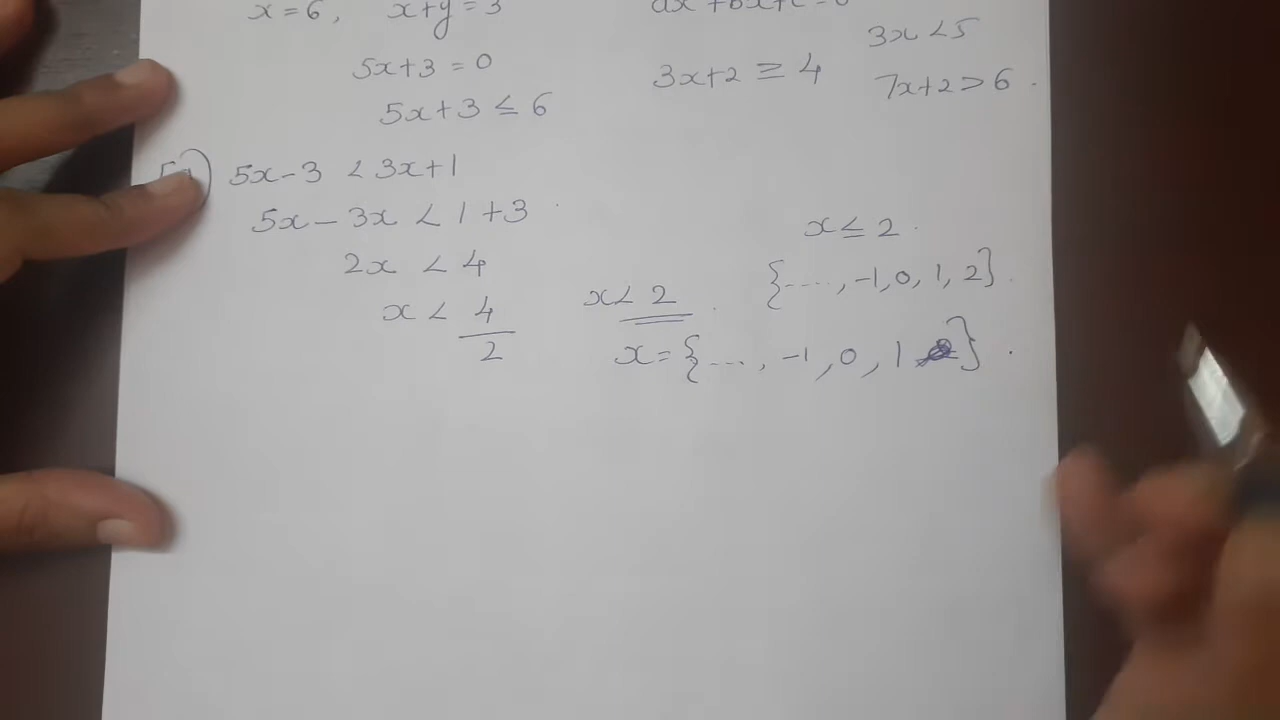 x = 6, x+y = 3
5x+3 = 0
5x+3 ≤ 6
3x<5
3x+2 ≥ 4
7x+2>6.
5x-3 < 3x+1
5x - 3x < 1 +3
2x < 4
x < 4/2
x< 2
x={...., -1, 0, 1}
x ≤ 2.
{....., -1, 0, 1, 2}